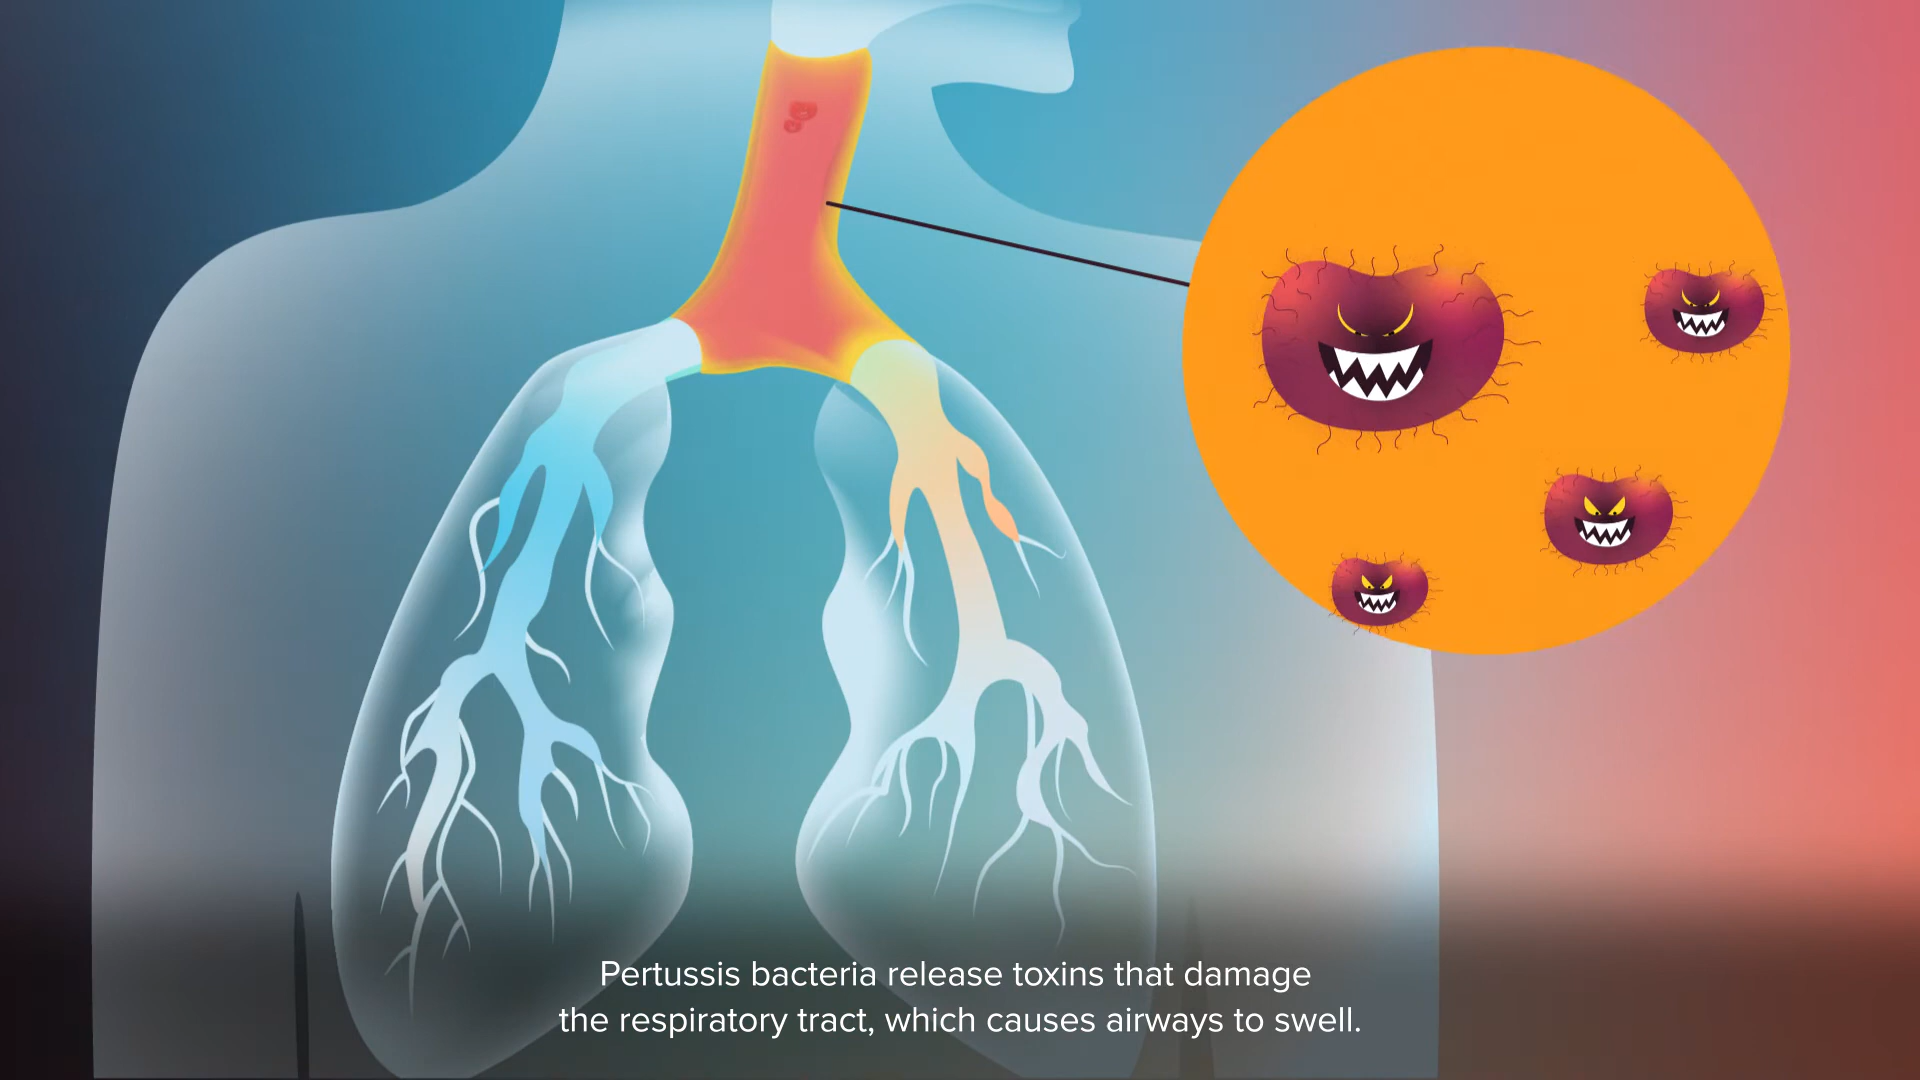 Pertussis bacteria release toxins that damage
the respiratory tract, which causes airways to swell.